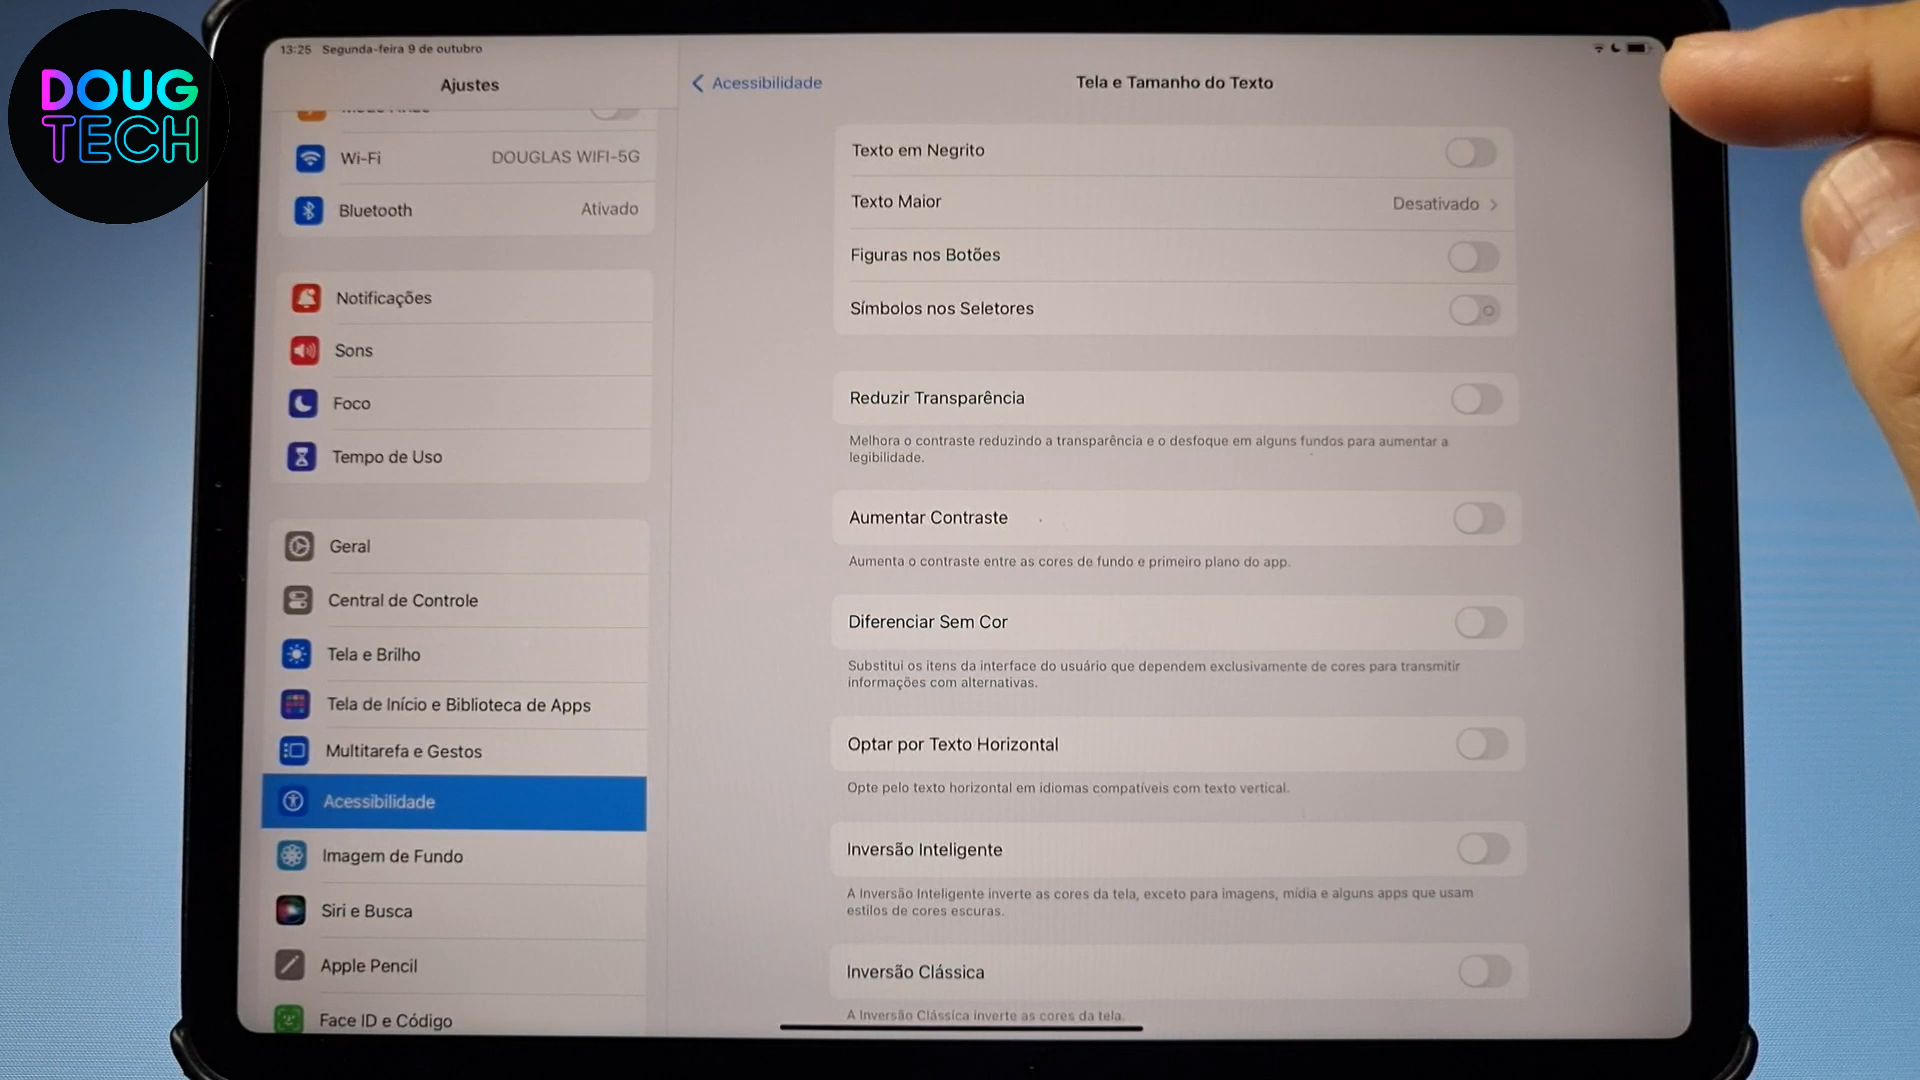 DOUG
TECH
13:25 Segunda-feira 9 de outubro
Ajustes
Wi-Fi DOUGLAS WIFI-5G
Bluetooth Ativado
Notificações
Sons
Foco
Tempo de Uso
Geral
Central de Controle
Tela e Brilho
Tela de Início e Biblioteca de Apps
Multitarefa e Gestos
Acessibilidade
Imagem de Fundo
Siri e Busca
Apple Pencil
Face ID e Código
Acessibilidade
Tela e Tamanho do Texto
Texto em Negrito
Texto Maior Desativado
Figuras nos Botões
Símbolos nos Seletores
Reduzir Transparência
Melhora o contraste reduzindo a transparência e o desfoque em alguns fundos para aumentar a
legibilidade.
Aumentar Contraste
Aumenta o contraste entre as cores de fundo e primeiro plano do app.
Diferenciar Sem Cor
Substitui os itens da interface do usuário que dependem exclusivamente de cores para transmitir
informações com alternativas.
Optar por Texto Horizontal
Opte pelo texto horizontal em idiomas compatíveis com texto vertical.
Inversão Inteligente
A Inversão Inteligente inverte as cores da tela, exceto para imagens, mídia e alguns apps que usam
estilos de cores escuras.
Inversão Clássica
A Inversão Clássica inverte as cores da tela.